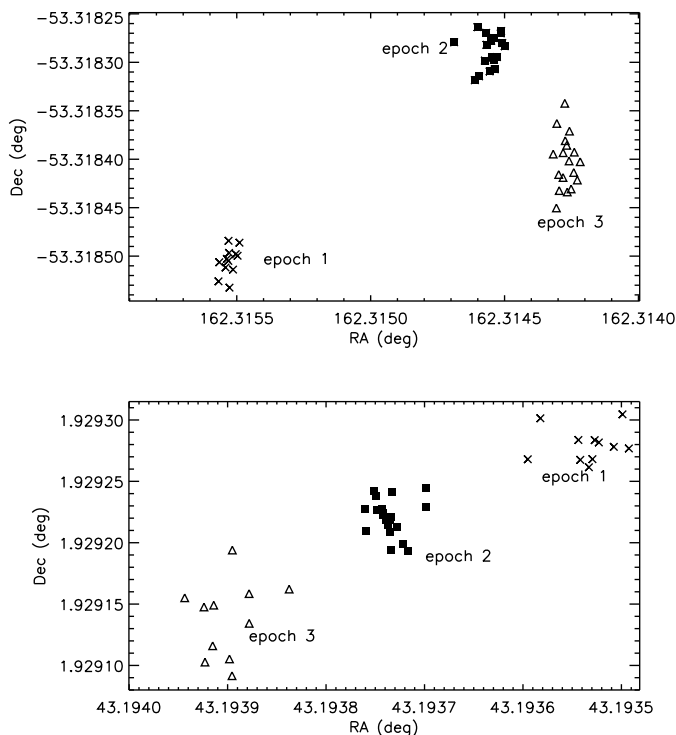 −53.31825
−53.31830
−53.31835
−53.31840
−53.31845
−53.31850
Dec (deg)
epoch 2
epoch 3
epoch 1
162.3155 162.3150 162.3145 162.3140
RA (deg)
1.92930
1.92925
1.92920
1.92915
1.92910
Dec (deg)
epoch 1
epoch 2
epoch 3
43.1940 43.1939 43.1938 43.1937 43.1936 43.1935
RA (deg)